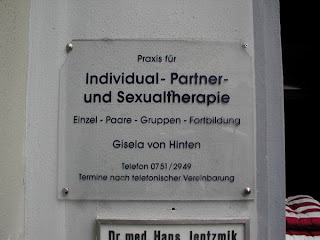 Praxis für
Individual- Partner-
und Sexualtherapie
Einzel - Paare - Gruppen - Fortbildung
Gisela von Hinten
Telefon 0751/2949
Termine nach telefonischer Vereinbarung
Dr med. Hans Jentzmik